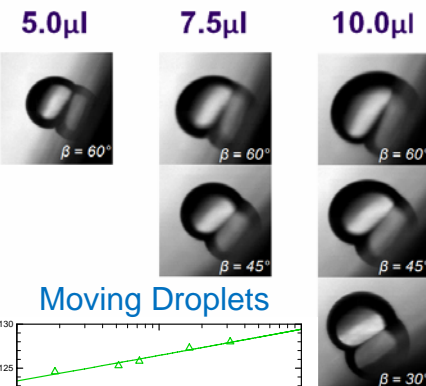 5.0µl 7.5µl 10.0µl
β = 60° β = 60° β = 60°
β = 45° β = 45°
Moving Droplets
β = 30°
130
125